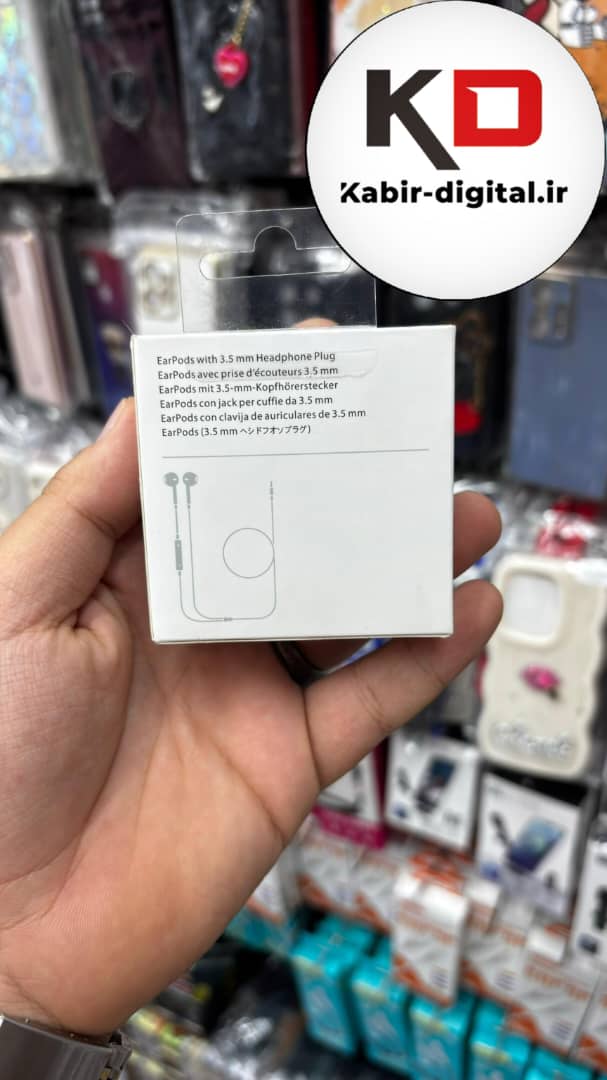 KD
Kabir-digital.ir
EarPods with 3.5 mm Headphone Plug
EarPods avec prise d'écouteurs 3.5 mm
EarPods mit 3.5-mm-Kopfhörerstecker
EarPods con jack per cuffie da 3.5 mm
EarPods con clavija de auriculares de 3.5 mm
EarPods (3.5 mm ヘシドフオソプラグ)